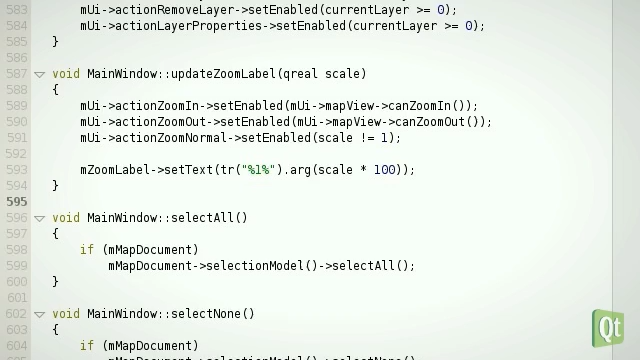 583 mUi->actionRemoveLayer->setEnabled(currentLayer >= 0);
584 mUi->actionLayerProperties->setEnabled(currentLayer >= 0);
585 }
586
587 void MainWindow::updateZoomLabel(qreal scale)
588 {
589 mUi->actionZoomIn->setEnabled(mUi->mapView->canZoomIn());
590 mUi->actionZoomOut->setEnabled(mUi->mapView->canZoomOut());
591 mUi->actionZoomNormal->setEnabled(scale != 1);
592
593 mZoomLabel->setText(tr("%1%").arg(scale * 100));
594 }
595
596 void MainWindow::selectAll()
597 {
598 if (mMapDocument)
599 mMapDocument->selectionModel()->selectAll();
600 }
601
602 void MainWindow::selectNone()
603 {
604 if (mMapDocument)
Qt